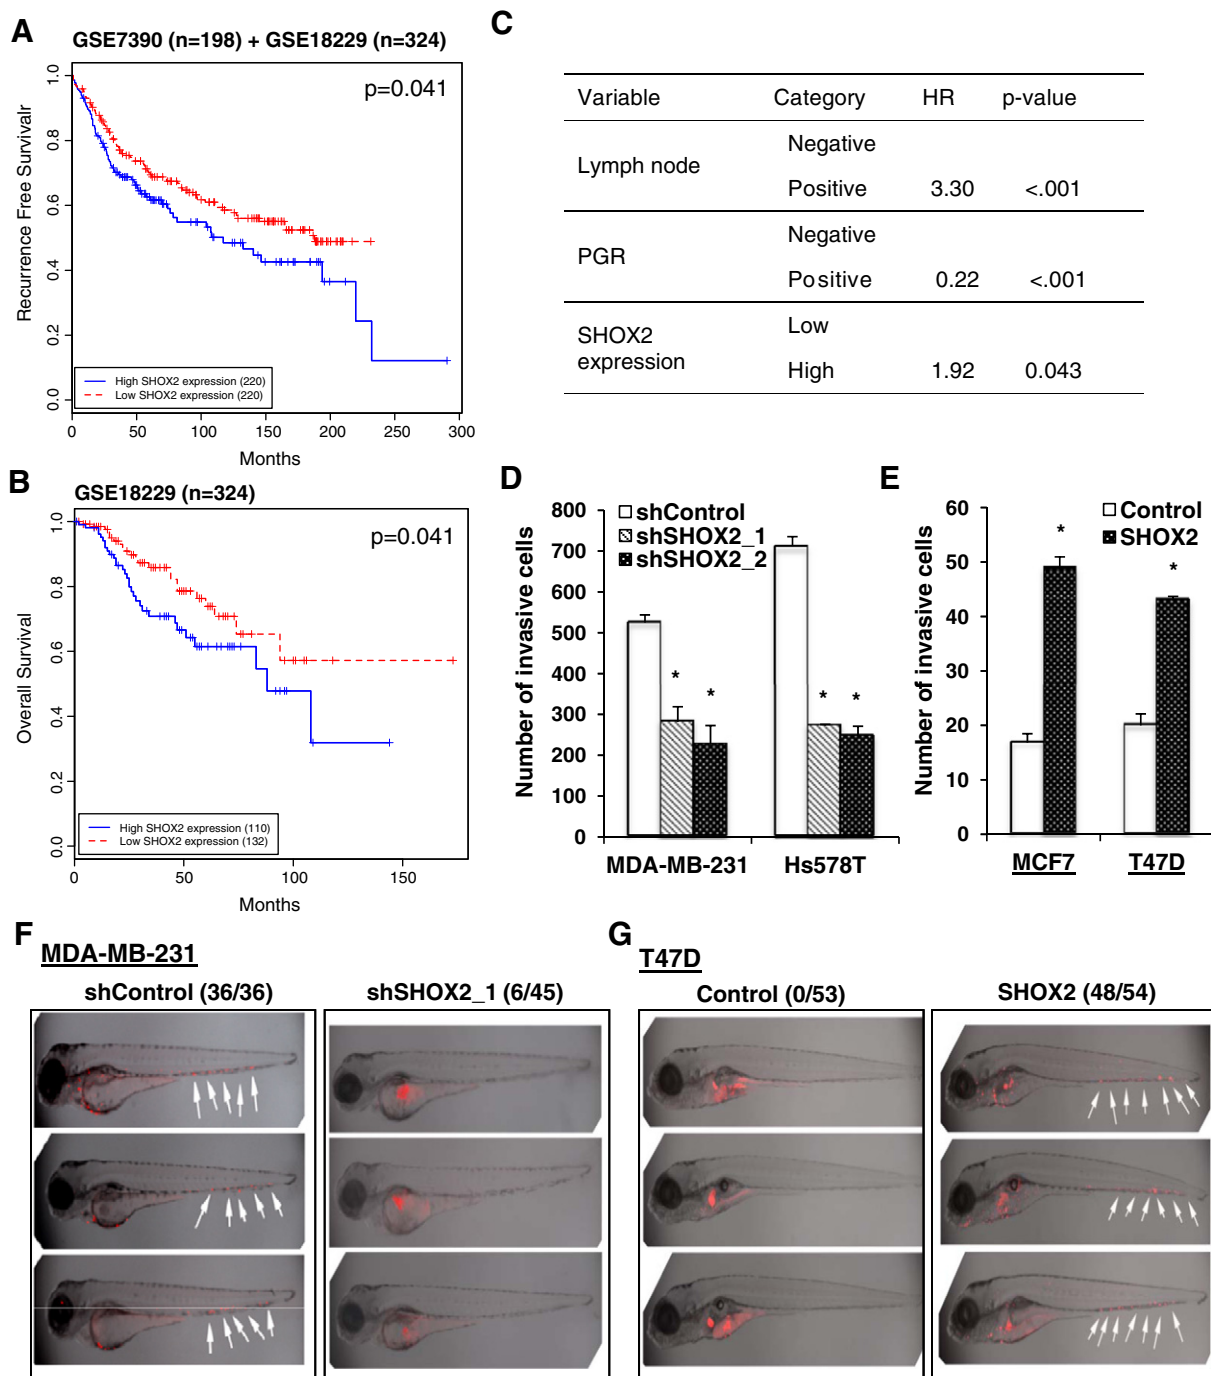 A
GSE7390 (n=198) + GSE18229 (n=324)
p=0.041
Recurrence Free Survivalr
1.0
0.8
0.6
0.4
0.2
0.0
High SHOX2 expression (220)
Low SHOX2 expression (220)
0 50 100 150 200 250 300
Months
B
GSE18229 (n=324)
p=0.041
Overall Survival
1.0
0.8
0.6
0.4
0.2
0.0
High SHOX2 expression (110)
Low SHOX2 expression (132)
0 50 100 150
Months
C
Variable Category HR p-value
Lymph node
Negative
Positive 3.30 <.001
PGR
Negative
Positive 0.22 <.001
SHOX2
expression
Low
High 1.92 0.043
D
Number of invasive cells
800
700
600
500
400
300
200
100
0
shControl
shSHOX2_1
shSHOX2_2
* *
* *
MDA-MB-231 Hs578T
E
Number of invasive cells
60
50
40
30
20
10
0
Control
SHOX2
*
*
MCF7 T47D
F
MDA-MB-231
shControl (36/36) shSHOX2_1 (6/45)
G
T47D
Control (0/53) SHOX2 (48/54)